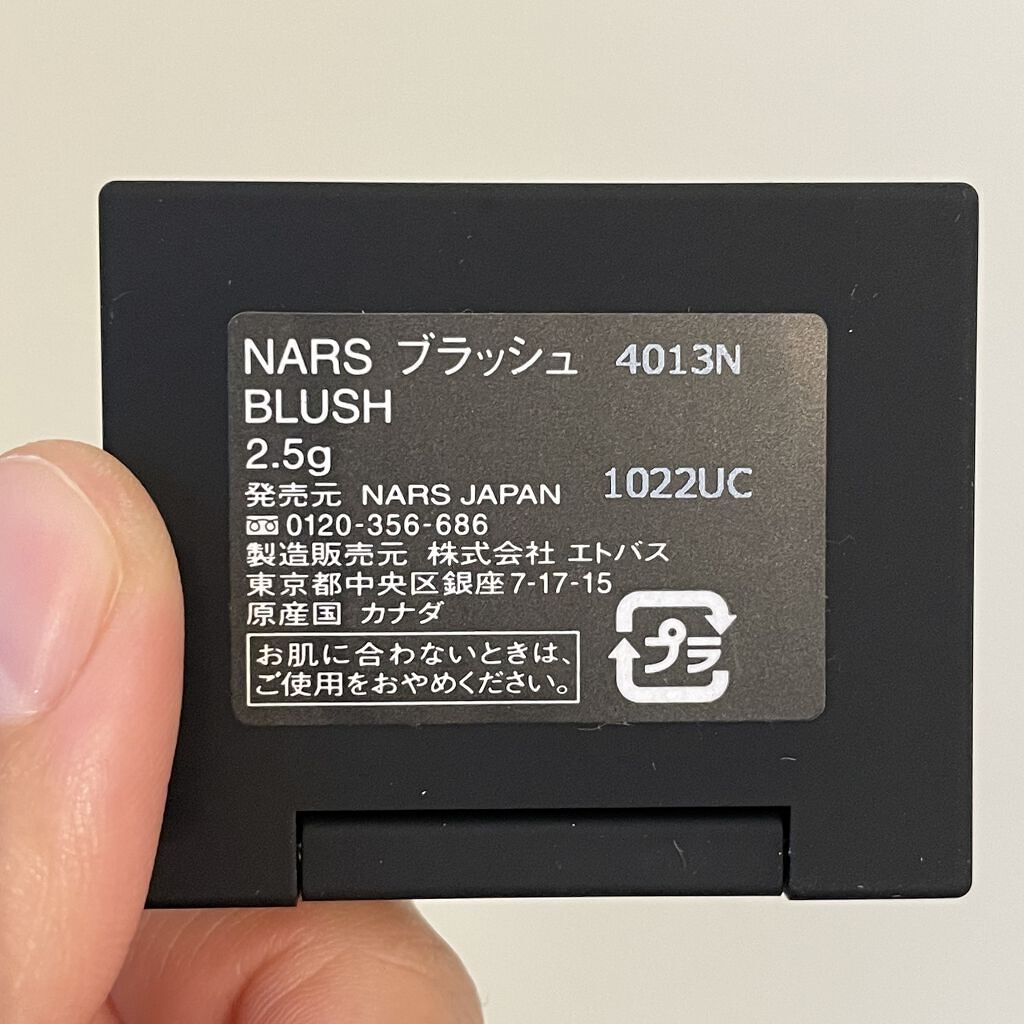 NARS ブラッシュ 4013N
BLUSH
2.5g
発売元 NARS JAPAN 1022UC
0120-356-686
製造販売元 株式会社 エトバス
東京都中央区銀座7-17-15
原産国 カナダ
お肌に合わないときは、
ご使用をおやめください。
プラ